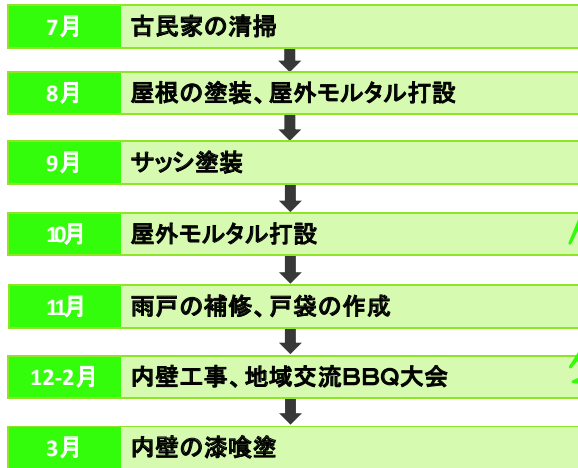 7月 古民家の清掃
8月 屋根の塗装、屋外モルタル打設
9月 サッシ塗装
10月 屋外モルタル打設
11月 雨戸の補修、戸袋の作成
12-2月 内壁工事、地域交流BBQ大会
3月 内壁の漆喰塗